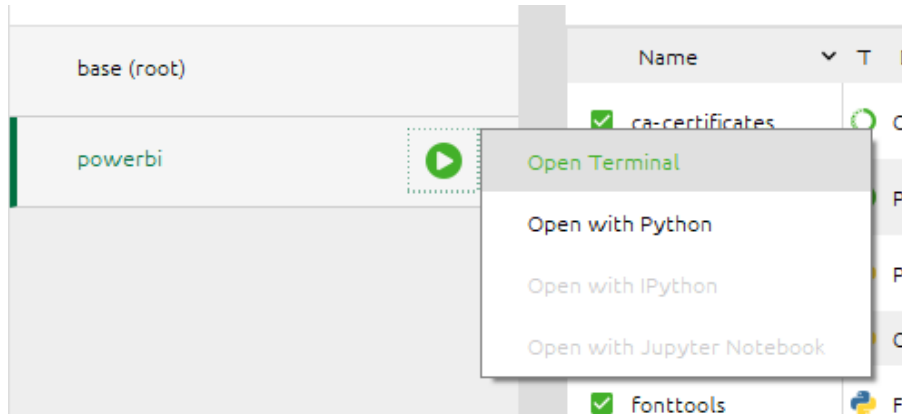 base (root)
powerbi
Name
T
ca-certificates
Open Terminal
Open with Python
Open with IPython
Open with Jupyter Notebook
fonttools